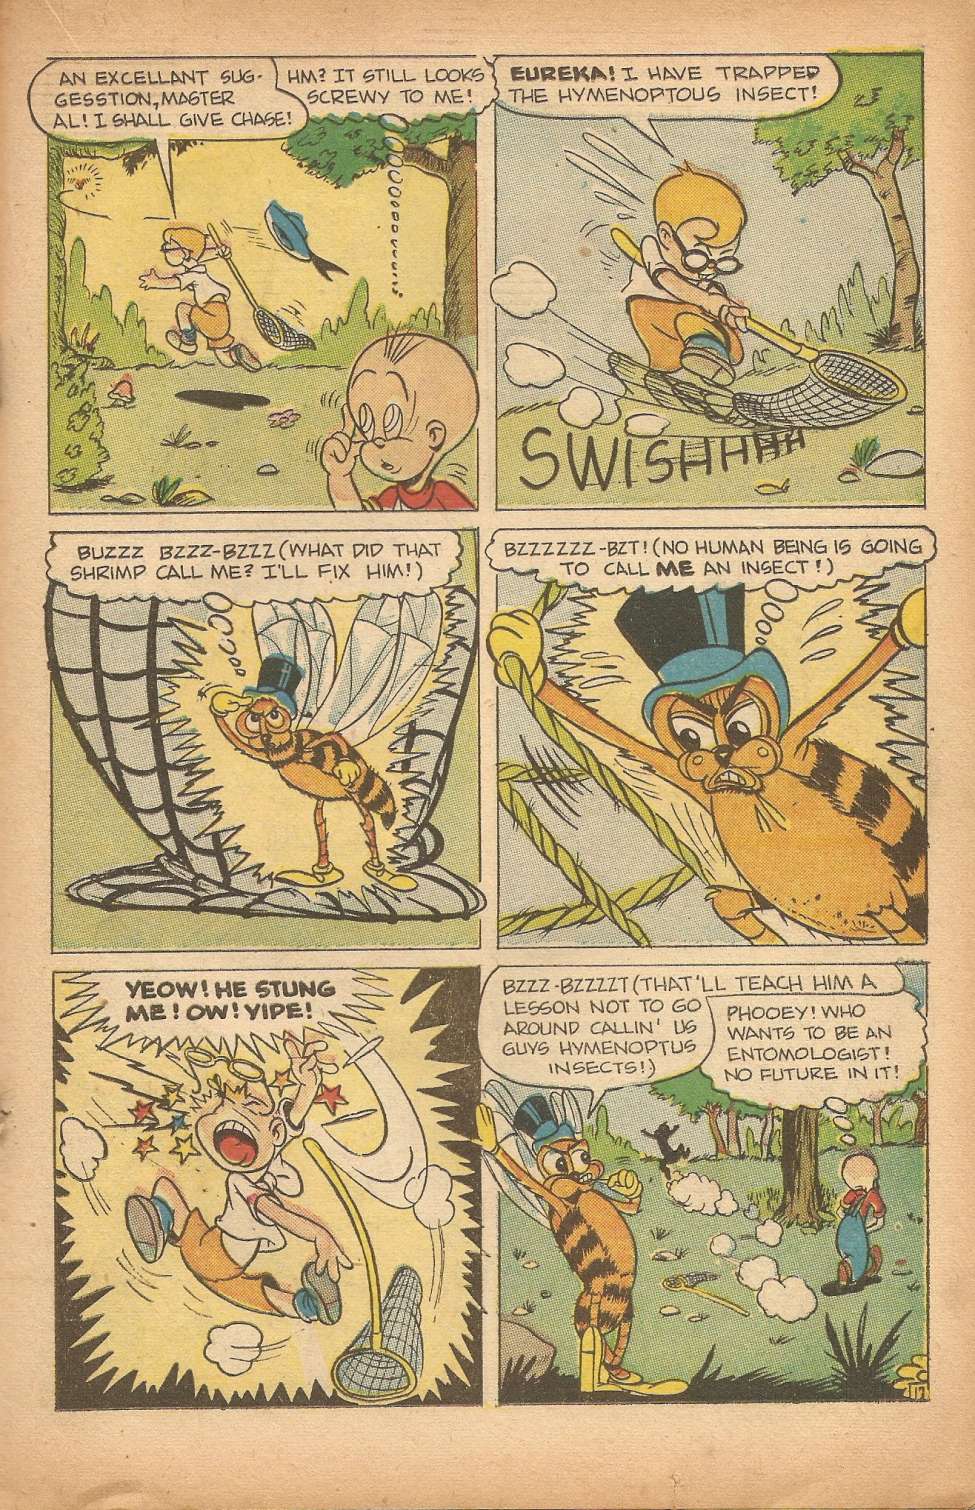 AN EXCELLANT SUG-
GESSTION, MASTER
AL! I SHALL GIVE CHASE!
HM? IT STILL LOOKS
SCREWY TO ME!
EUREKA! I HAVE TRAPPED
THE HYMENOPTOUS INSECT!
SWISHHHHH
BUZZZ BZZZ-BZZZ (WHAT DID THAT
SHRIMP CALL ME? I'LL FIX HIM!)
BZZZZZZ-BZT! (NO HUMAN BEING IS GOING
TO CALL ME AN INSECT!)
YEOW! HE STUNG
ME! OW! YIPE!
BZZZ-BZZZZT (THAT'LL TEACH HIM A
LESSON NOT TO GO
AROUND CALLIN' US
GUYS HYMENOPTUS
INSECTS!)
PHOOEY! WHO
WANTS TO BE AN
ENTOMOLOGIST!
NO FUTURE IN IT!